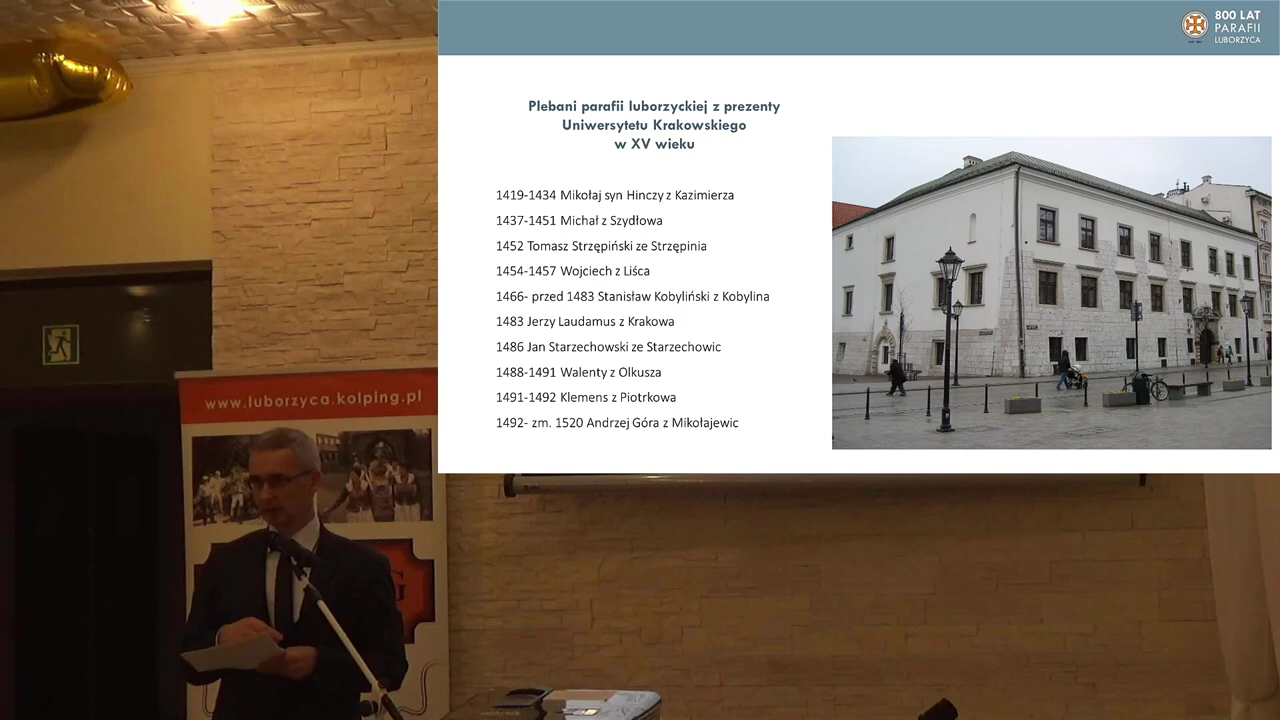 800 LAT
PARAFII
LUBORZYCA
Plebani parafii luborzyckiej z prezenty
Uniwersytetu Krakowskiego
w XV wieku
1419-1434 Mikołaj syn Hinczy z Kazimierza
1437-1451 Michał z Szydłowa
1452 Tomasz Strzępiński ze Strzępinia
1454-1457 Wojciech z Liśca
1466- przed 1483 Stanisław Kobyliński z Kobylina
1483 Jerzy Laudamus z Krakowa
1486 Jan Starzechowski ze Starzechowic
1488-1491 Walenty z Olkusza
1491-1492 Klemens z Piotrkowa
1492- zm. 1520 Andrzej Góra z Mikołajewic
www.luborzyca.kolping.pl